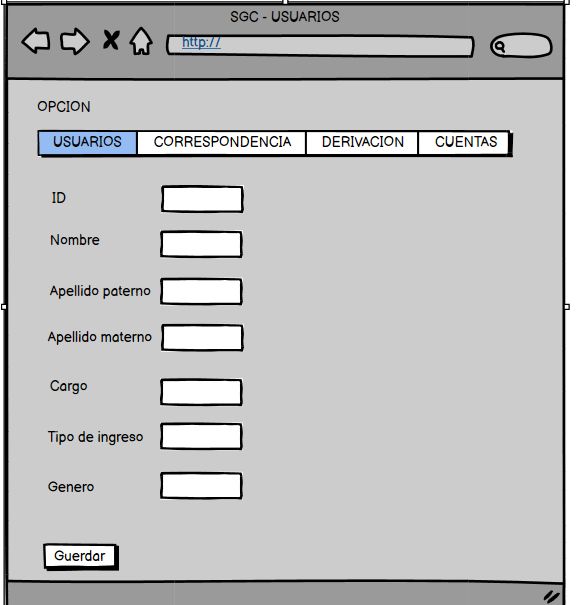 SGC - USUARIOS
http://
OPCION
USUARIOS CORRESPONDENCIA DERIVACION CUENTAS
ID
Nombre
Apellido paterno
Apellido materno
Cargo
Tipo de ingreso
Genero
Guerdar